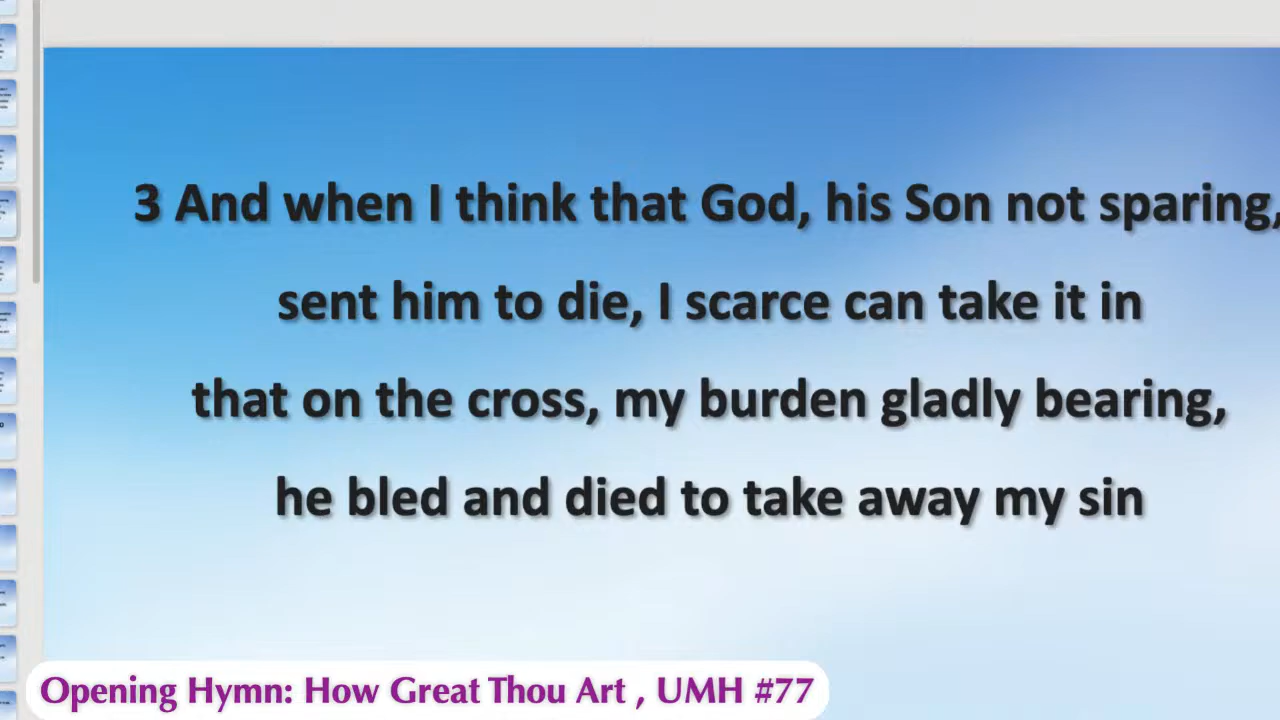 3 And when I think that God, his Son not sparing,
sent him to die, I scarce can take it in
that on the cross, my burden gladly bearing,
he bled and died to take away my sin
Opening Hymn: How Great Thou Art , UMH #77